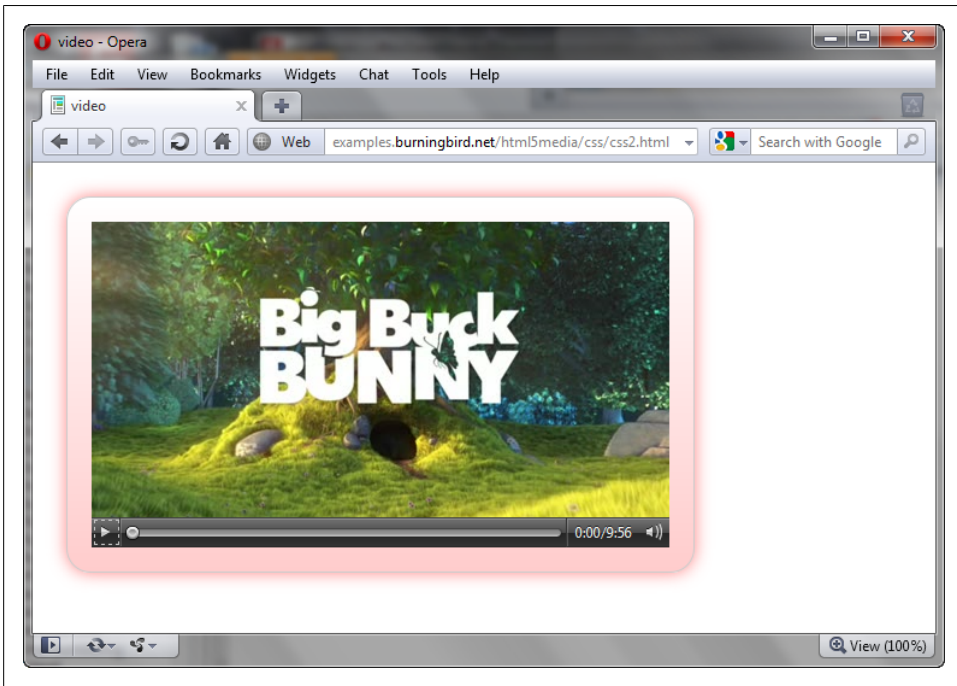 video - Opera
File Edit View Bookmarks Widgets Chat Tools Help
video
Web examples.burningbird.net/html5media/css/css2.html Search with Google
Big Buck
BUNNY
0:00/9:56
View (100%)